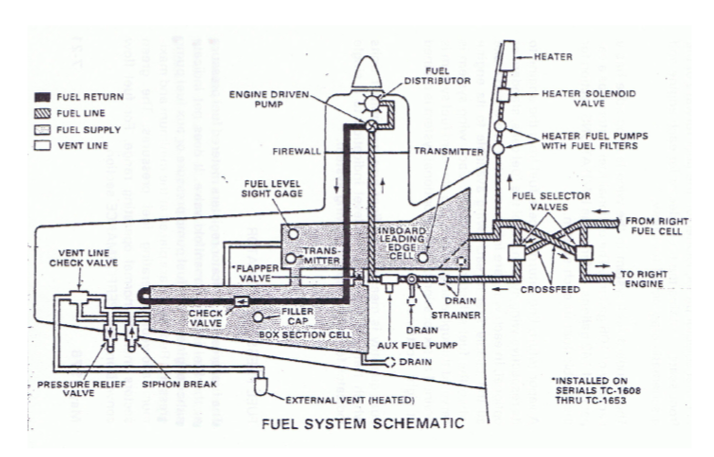 HEATER
FUEL
DISTRIBUTOR
ENGINE DRIVEN
PUMP
HEATER SOLENOID
VALVE
FUEL RETURN
FUEL LINE
FUEL SUPPLY
VENT LINE
HEATER FUEL PUMPS
WITH FUEL FILTERS
FIREWALL
TRANSMITTER
FUEL LEVEL
SIGHT GAGE
FUEL SELECTOR
VALVES
FROM RIGHT
FUEL CELL
INBOARD
LEADING
EDGE
CELL
TRANS-
MITTER
VENT LINE
CHECK VALVE
*FLAPPER
VALVE
TO RIGHT
ENGINE
CROSSFEED
DRAIN
STRAINER
CHECK
VALVE
FILLER
CAP
DRAIN
BOX SECTION CELL
AUX FUEL PUMP
DRAIN
PRESSURE RELIEF
VALVE
SIPHON BREAK
EXTERNAL VENT (HEATED)
*INSTALLED ON
SERIALS TC-1608
THRU TC-1653
FUEL SYSTEM SCHEMATIC